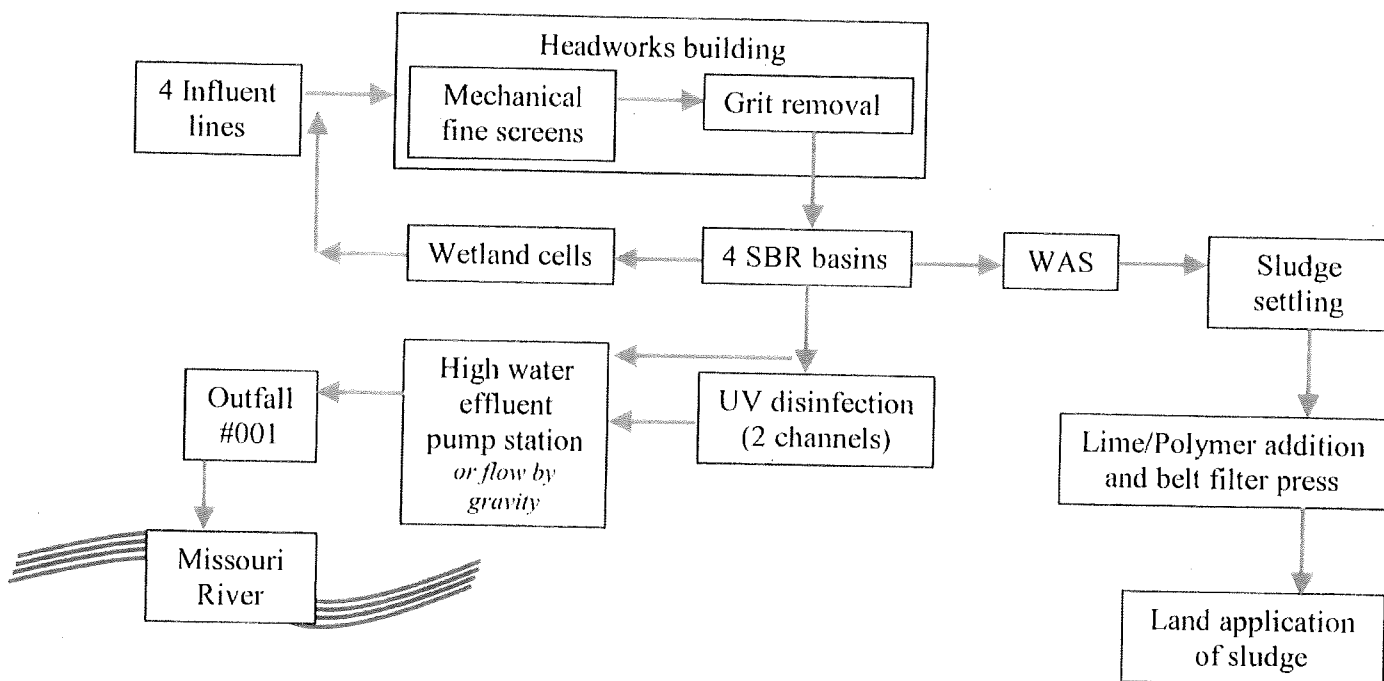 Headworks building
4 Influent
lines
Mechanical
fine screens
Grit removal
Wetland cells
4 SBR basins
WAS
Sludge
settling
High water
effluent
pump station
or flow by
gravity
UV disinfection
(2 channels)
Outfall
#001
Lime/Polymer addition
and belt filter press
Missouri
River
Land application
of sludge